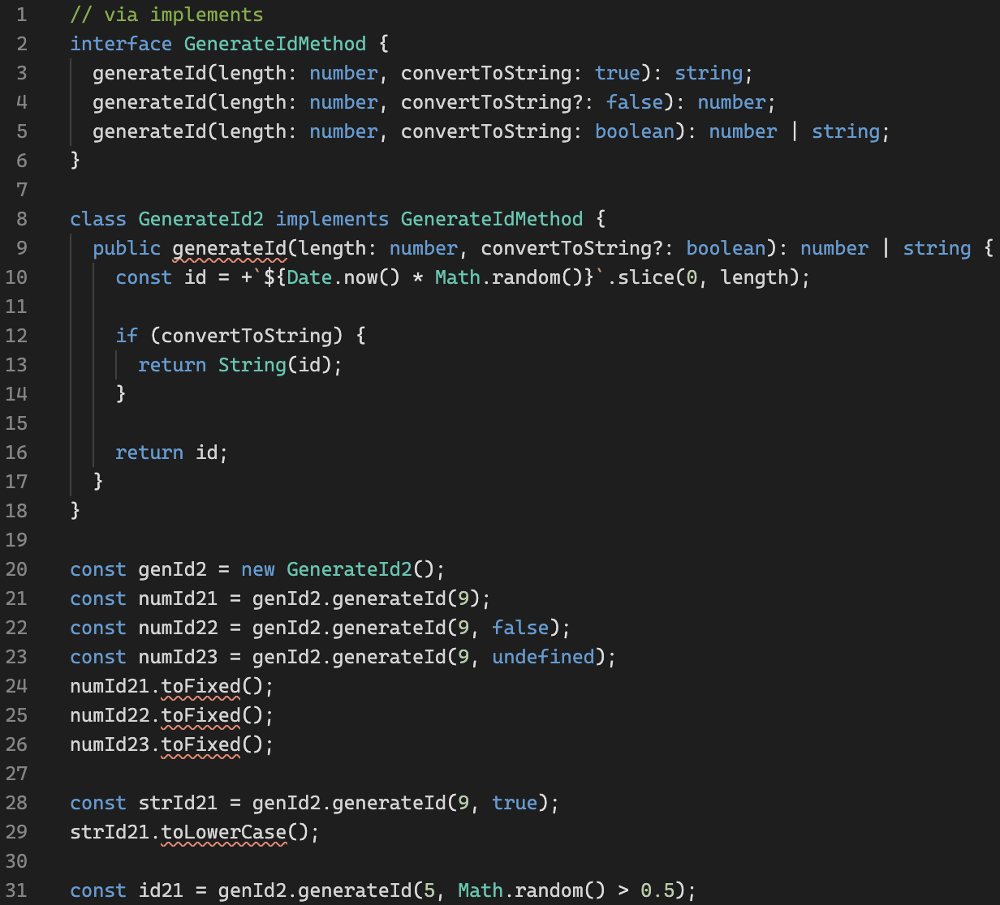 1 // via implements
2 interface GenerateIdMethod {
3   generateId(length: number, convertToString: true): string;
4   generateId(length: number, convertToString?: false): number;
5   generateId(length: number, convertToString: boolean): number | string;
6 }
7
8 class GenerateId2 implements GenerateIdMethod {
9   public generateId(length: number, convertToString?: boolean): number | string {
10     const id = +`${Date.now() * Math.random()}`.slice(0, length);
11
12     if (convertToString) {
13       return String(id);
14     }
15
16     return id;
17   }
18 }
19
20 const genId2 = new GenerateId2();
21 const numId21 = genId2.generateId(9);
22 const numId22 = genId2.generateId(9, false);
23 const numId23 = genId2.generateId(9, undefined);
24 numId21.toFixed();
25 numId22.toFixed();
26 numId23.toFixed();
27
28 const strId21 = genId2.generateId(9, true);
29 strId21.toLowerCase();
30
31 const id21 = genId2.generateId(5, Math.random() > 0.5);